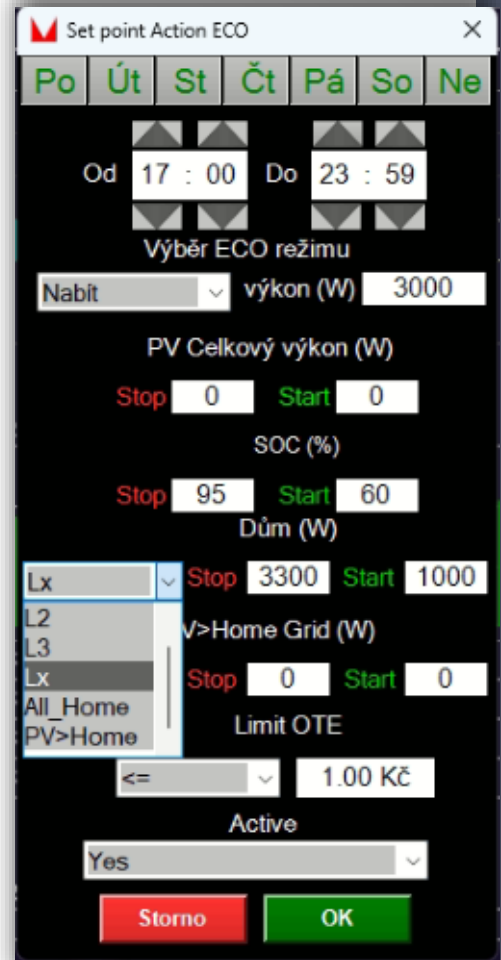 Set point Action ECO
Po Út St Čt Pá So Ne
Od 17 : 00 Do 23 : 59
Výběr ECO režimu
Nabít výkon (W) 3000
PV Celkový výkon (W)
Stop 0 Start 0
SOC (%)
Stop 95 Start 60
Dům (W)
Lx Stop 3300 Start 1000
L2
V>Home Grid (W)
L3
Lx Stop 0 Start 0
All_Home
Limit OTE
PV>Home
<= 1.00 Kč
Active
Yes
Storno OK